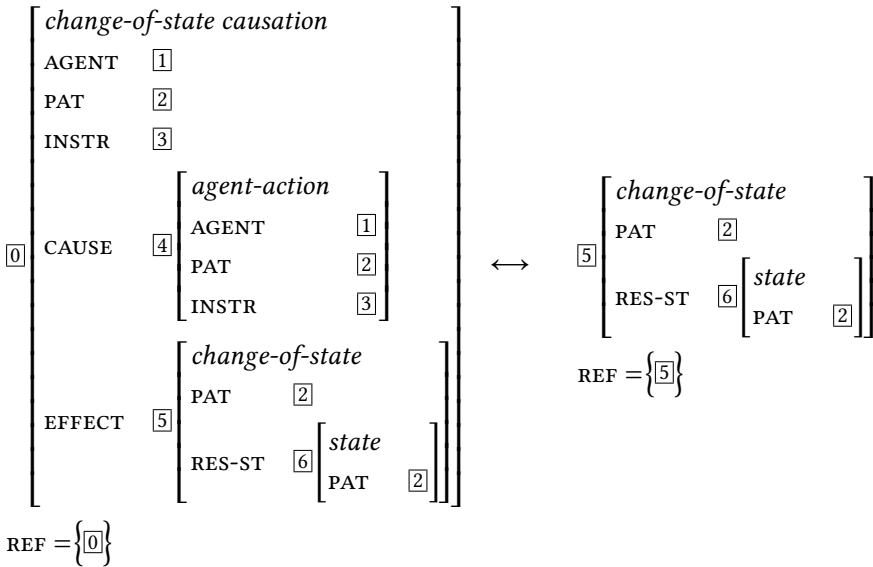 change-of-state causation
AGENT 1
PAT 2
INSTR 3
0 CAUSE 4 agent-action
AGENT 1
PAT 2
INSTR 3
EFFECT 5 change-of-state
PAT 2
RES-ST 6 state
PAT 2
REF = {0}
↔
5 change-of-state
PAT 2
RES-ST 6 state
PAT 2
REF = {5}